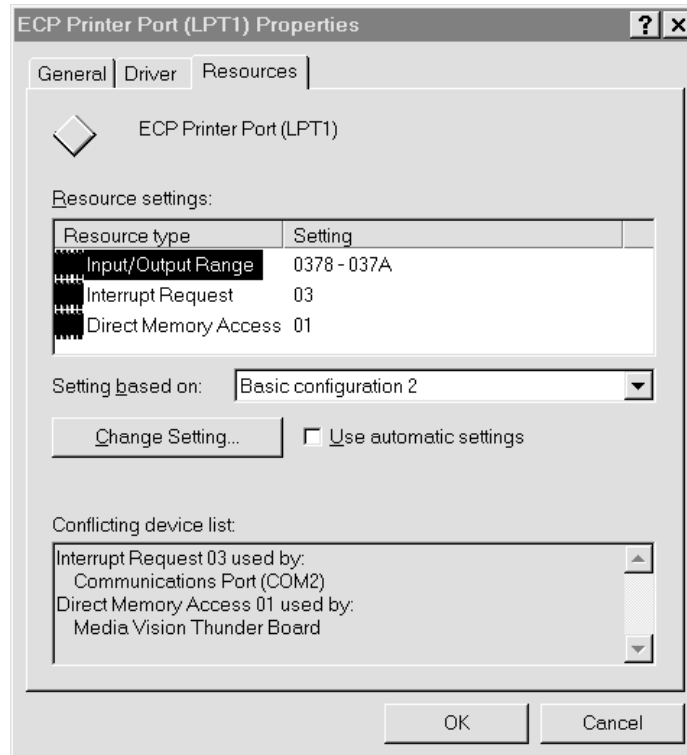 ECP Printer Port (LPT1) Properties
General Driver Resources
ECP Printer Port (LPT1)
Resource settings:
Resource type Setting
Input/Output Range 0378 - 037A
Interrupt Request 03
Direct Memory Access 01
Setting based on: Basic configuration 2
Change Setting... Use automatic settings
Conflicting device list:
Interrupt Request 03 used by:
Communications Port (COM2)
Direct Memory Access 01 used by:
Media Vision Thunder Board
OK Cancel